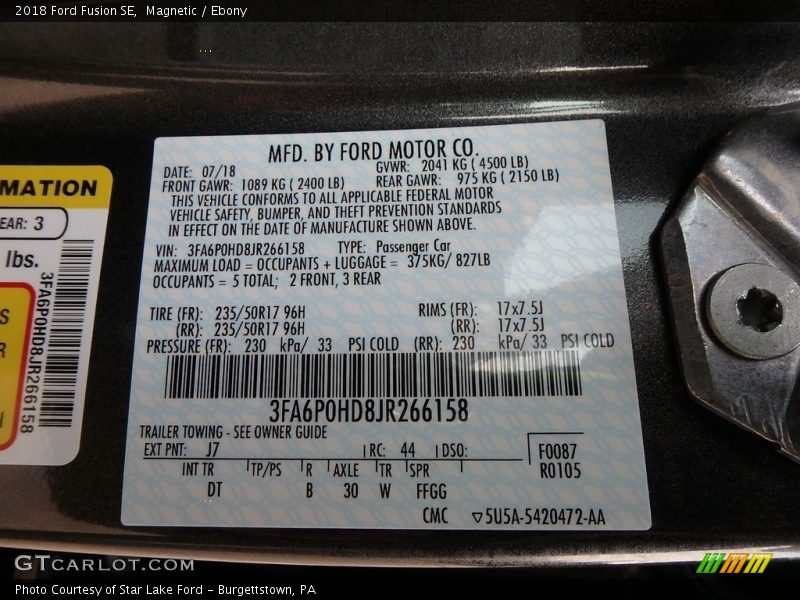 2018 Ford Fusion SE, Magnetic / Ebony
MATION
EAR: 3
lbs.
3FA6P0HD8JR266158
MFD. BY FORD MOTOR CO.
DATE: 07/18 GVWR: 2041 KG ( 4500 LB)
FRONT GAWR: 1089 KG ( 2400 LB) REAR GAWR: 975 KG ( 2150 LB)
THIS VEHICLE CONFORMS TO ALL APPLICABLE FEDERAL MOTOR
VEHICLE SAFETY, BUMPER, AND THEFT PREVENTION STANDARDS
IN EFFECT ON THE DATE OF MANUFACTURE SHOWN ABOVE.
VIN: 3FA6P0HD8JR266158 TYPE: Passenger Car
MAXIMUM LOAD = OCCUPANTS + LUGGAGE = 375KG/ 827LB
OCCUPANTS = 5 TOTAL; 2 FRONT, 3 REAR
TIRE (FR): 235/50R17 96H RIMS (FR): 17x7.5J
(RR): 235/50R17 96H (RR): 17x7.5J
PRESSURE (FR): 230 kPa/ 33 PSI COLD (RR): 230 kPa/ 33 PSI COLD
3FA6P0HD8JR266158
TRAILER TOWING - SEE OWNER GUIDE
EXT PNT: J7 RC: 44 DSO: F0087
R0105
INT TR TP/PS R AXLE TR SPR
DT B 30 W FFGG
CMC ▽5U5A-5420472-AA
GTCARLOT.COM
Photo Courtesy of Star Lake Ford - Burgettstown, PA